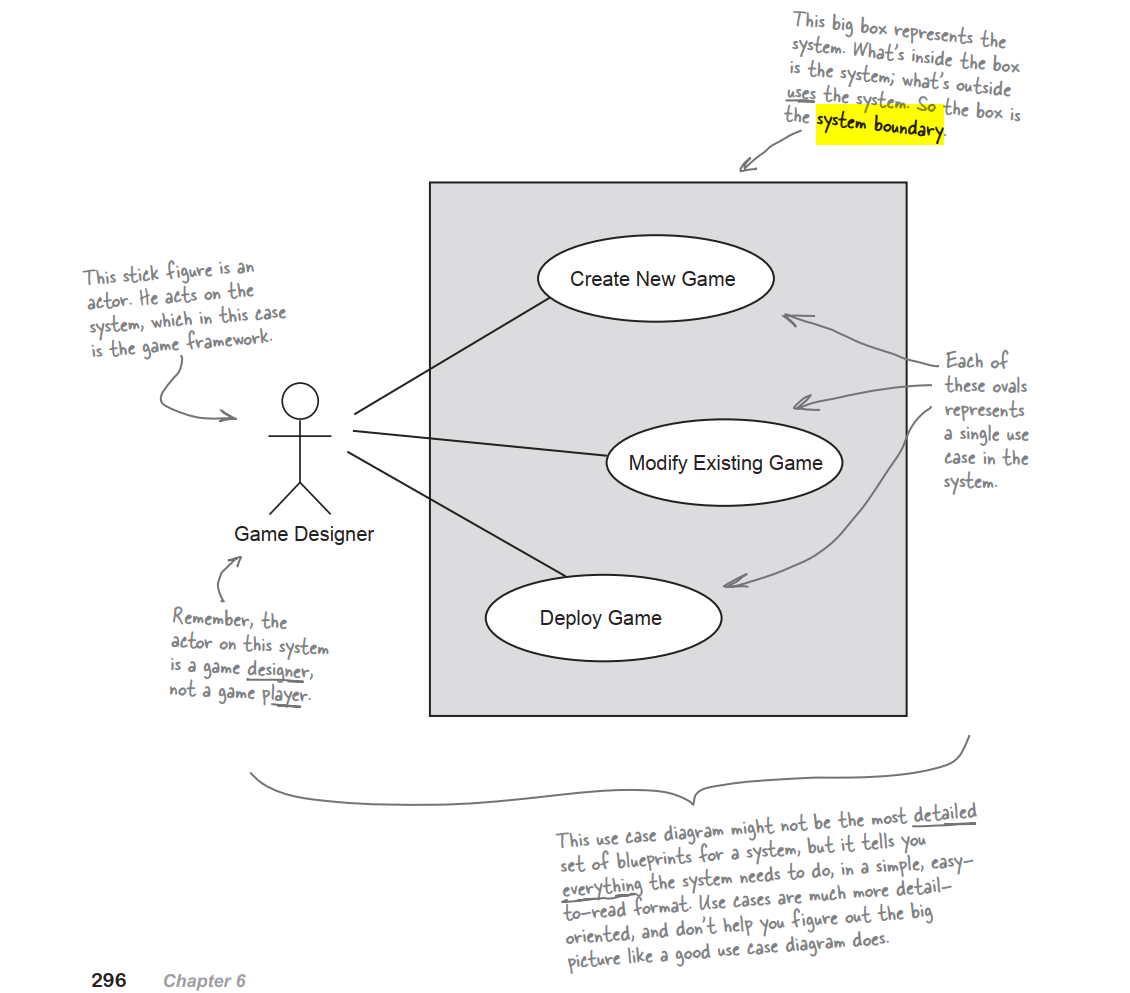 This big box represents the
system. What's inside the box
is the system; what's outside
uses the system. So the box is
the system boundary.
Create New Game
This stick figure is an
actor. He acts on the
system, which in this case
is the game framework.
Each of
these ovals
represents
a single use
case in the
system.
Modify Existing Game
Game Designer
Remember, the
actor on this system
is a game designer,
not a game player.
Deploy Game
This use case diagram might not be the most detailed
set of blueprints for a system, but it tells you
everything the system needs to do, in a simple, easy-
to-read format. Use cases are much more detail-
oriented, and don't help you figure out the big
picture like a good use case diagram does.
296 Chapter 6